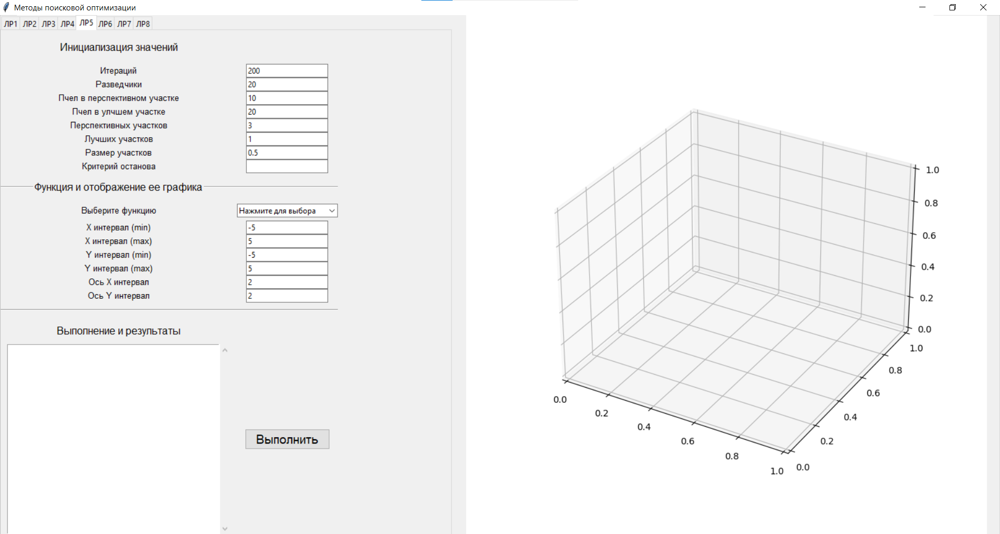 Методы поисковой оптимизации
ЛР1 ЛР2 ЛР3 ЛР4 ЛР5 ЛР6 ЛР7 ЛР8
Инициализация значений
Итераций 200
Разведчики 20
Пчел в перспективном участке 10
Пчел в улчшем участке 20
Перспективных участков 3
Лучших участков 1
Размер участков 0.5
Критерий останова
Функция и отображение ее графика
Выберите функцию Нажмите для выбора
X интервал (min) -5
X интервал (max) 5
Y интервал (min) -5
Y интервал (max) 5
Ось X интервал 2
Ось Y интервал 2
Выполнение и результаты
Выполнить
1.0
0.8
0.6
0.4
0.2
0.0
1.0
0.8
0.6
0.4
0.2
0.0
0.0
0.2
0.4
0.6
0.8
1.0